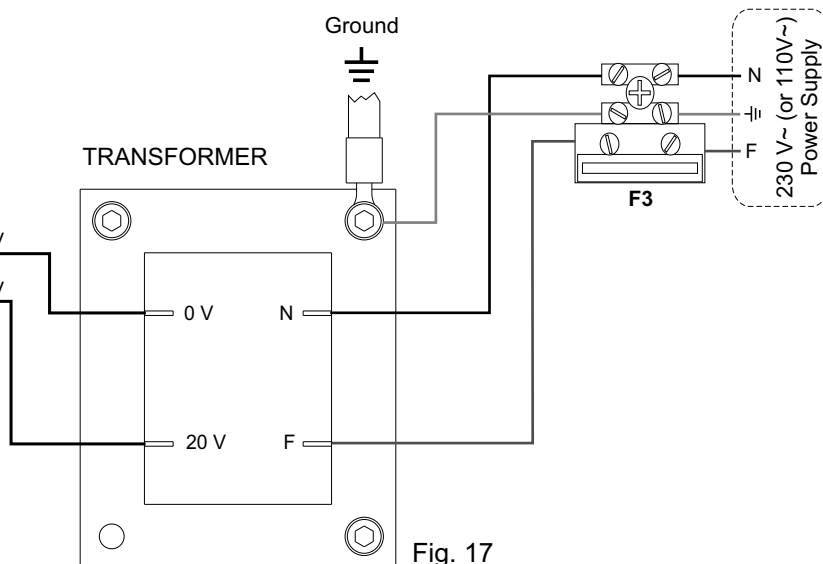 Ground
TRANSFORMER
N
F
230 V~ (or 110V~)
Power Supply
F3
0 V
N
20 V
F
Fig. 17